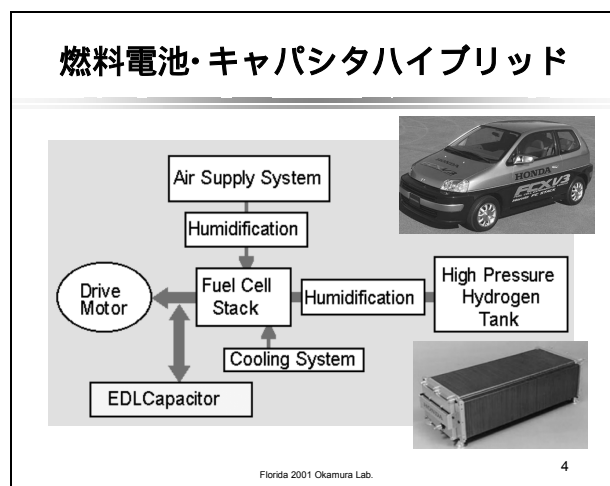 燃料電池･キャパシタハイブリッド
HONDA
FCX V3
Air Supply System
Humidification
Drive
Motor
Fuel Cell
Stack
Humidification
High Pressure
Hydrogen
Tank
Cooling System
EDLCapacitor
Florida 2001 Okamura Lab.
4